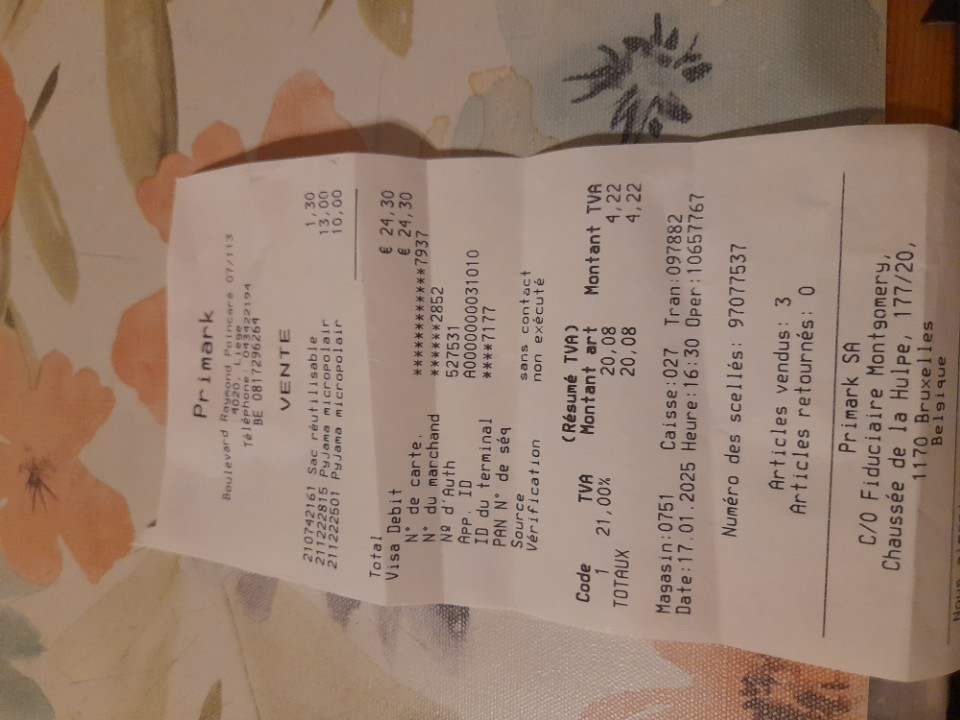 Primark
Boulevard Raymond Poincaré 07/113
4020, Liege
Téléphone 043422194
BE 0817296264
VENTE
210742161 Sac réutilisable 1,30
211222815 Pyjama micropolair 13,00
211222501 Pyjama micropolair 10,00
Total € 24,30
Visa Debit € 24,30
N° de carte. ************7937
N° du marchand *****2852
Nº d'Auth 527531
App. ID A0000000031010
ID du terminal ****7177
PAN N° de séq
Source sans contact
Vérification non exécuté
(Résumé TVA)
Code TVA Montant art Montant TVA
1 21,00% 20,08 4,22
TOTAUX 20,08 4,22
Magasin:0751 Caisse:027 Tran:097882
Date:17.01.2025 Heure:16:30 Oper:10657767
Numéro des scellés: 97077537
Articles vendus: 3
Articles retournés: 0
Primark SA
C/O Fiduciaire Montgomery,
Chaussée de la Hulpe, 177/20,
1170 Bruxelles
Belgique